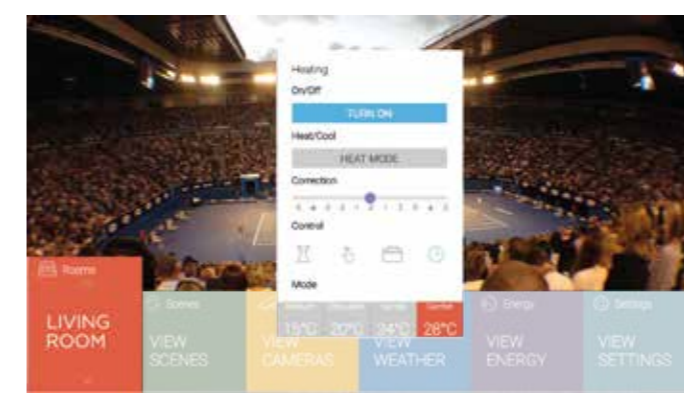 Heating
On/Off
TURN ON
Heat/Cool
HEAT MODE
Correction
Control
Mode
Rooms
LIVING
ROOM
Scenes
VIEW
SCENES
VIEW
CAMERAS
15°C 20°C 24°C 28°C
VIEW
WEATHER
Energy
VIEW
ENERGY
Settings
VIEW
SETTINGS